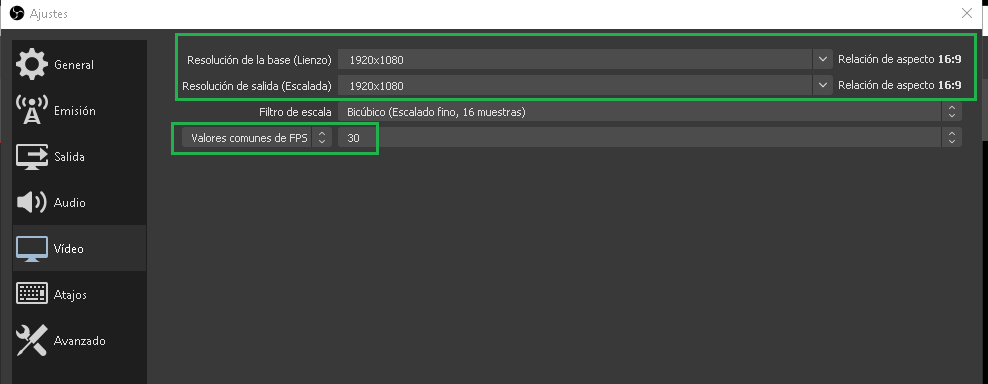 Ajustes
General
Emisión
Salida
Audio
Vídeo
Atajos
Avanzado
Resolución de la base (Lienzo) 1920x1080 Relación de aspecto 16:9
Resolución de salida (Escalada) 1920x1080 Relación de aspecto 16:9
Filtro de escala Bicúbico (Escalado fino, 16 muestras)
Valores comunes de FPS 30